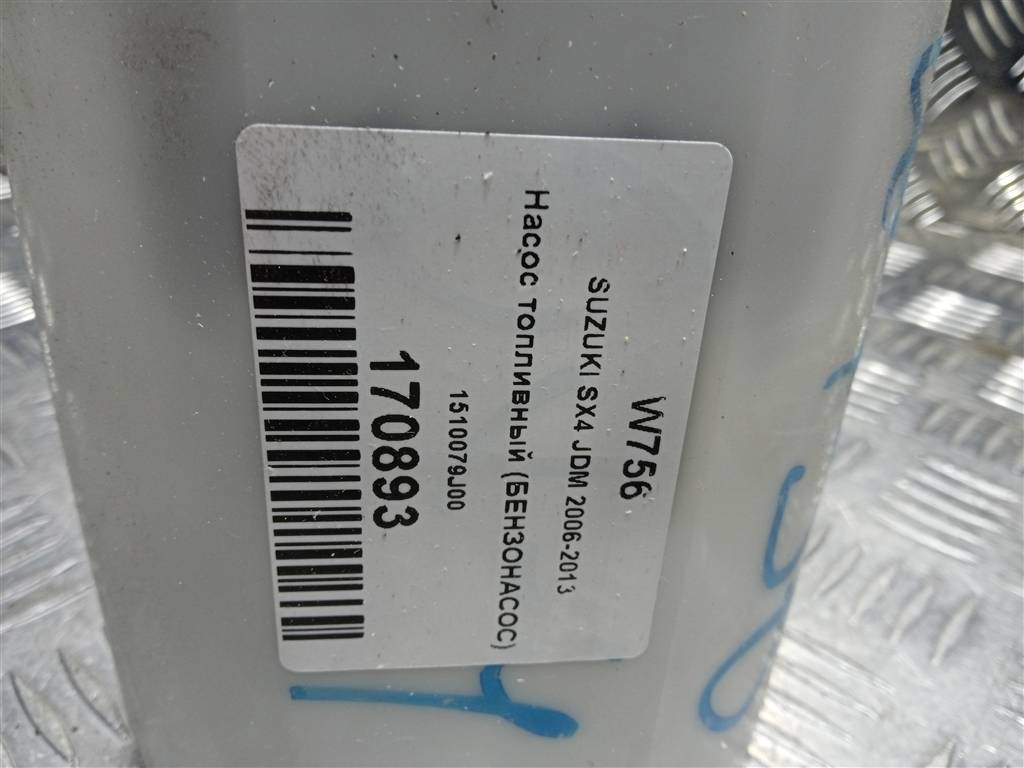 W756
SUZUKI SX4 JDM 2006-2013
Насос топливный (БЕНЗОНАСОС)
1510079J00
170893